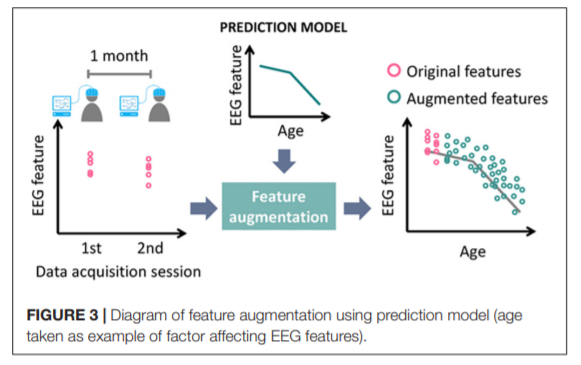 PREDICTION MODEL
1 month
EEG feature
Age
Original features
Augmented features
EEG feature
1st 2nd
Data acquisition session
Feature
augmentation
EEG feature
Age
FIGURE 3 | Diagram of feature augmentation using prediction model (age
taken as example of factor affecting EEG features).